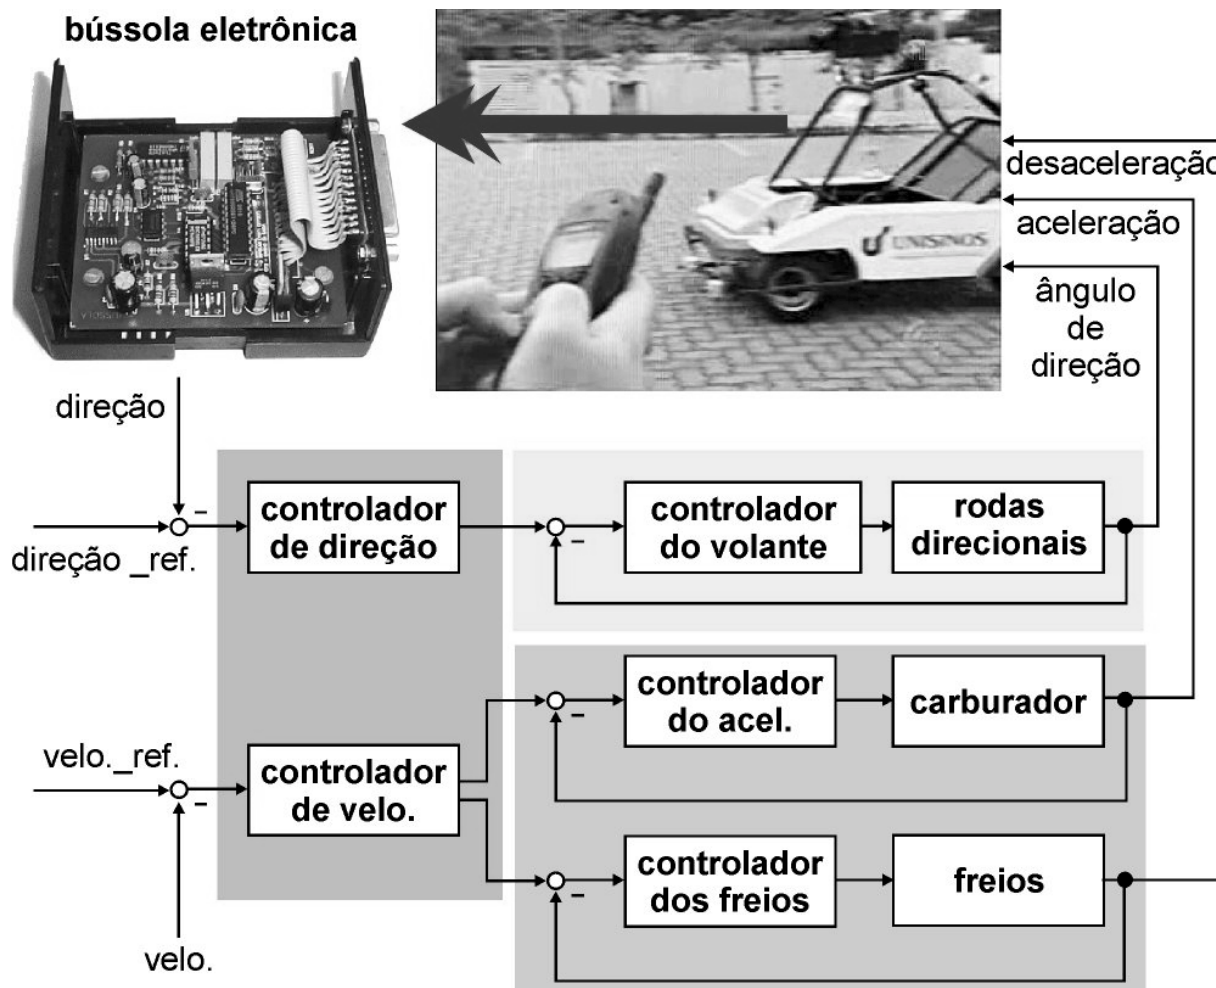 bússola eletrônica
UNISINOS
desaceleração
aceleração
ângulo
de
direção
direção
direção _ref.
controlador
de direção
controlador
do volante
rodas
direcionais
velo._ref.
controlador
de velo.
controlador
do acel.
carburador
controlador
dos freios
freios
velo.
-
-
-
-
-